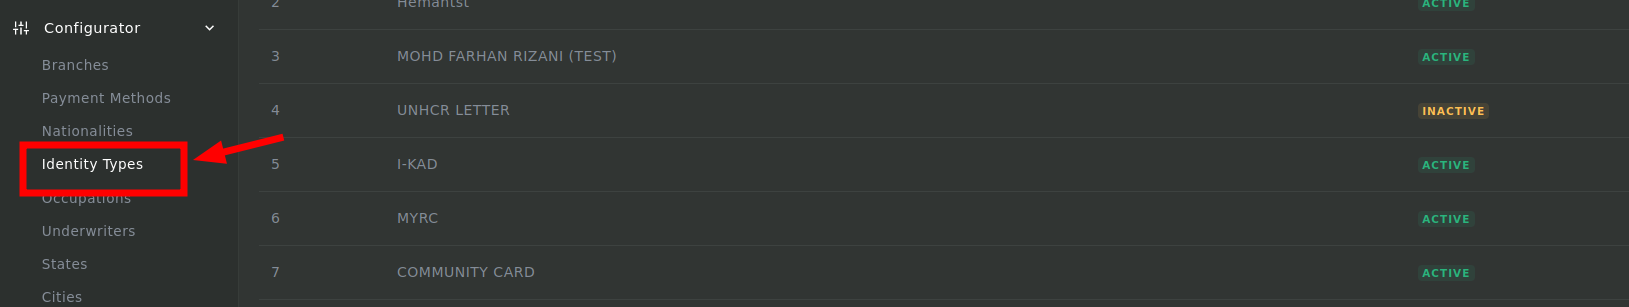 Configurator
Branches
Payment Methods
Nationalities
Identity Types
Occupations
Underwriters
States
Cities
2 Hemantst ACTIVE
3 MOHD FARHAN RIZANI (TEST) ACTIVE
4 UNHCR LETTER INACTIVE
5 I-KAD ACTIVE
6 MYRC ACTIVE
7 COMMUNITY CARD ACTIVE